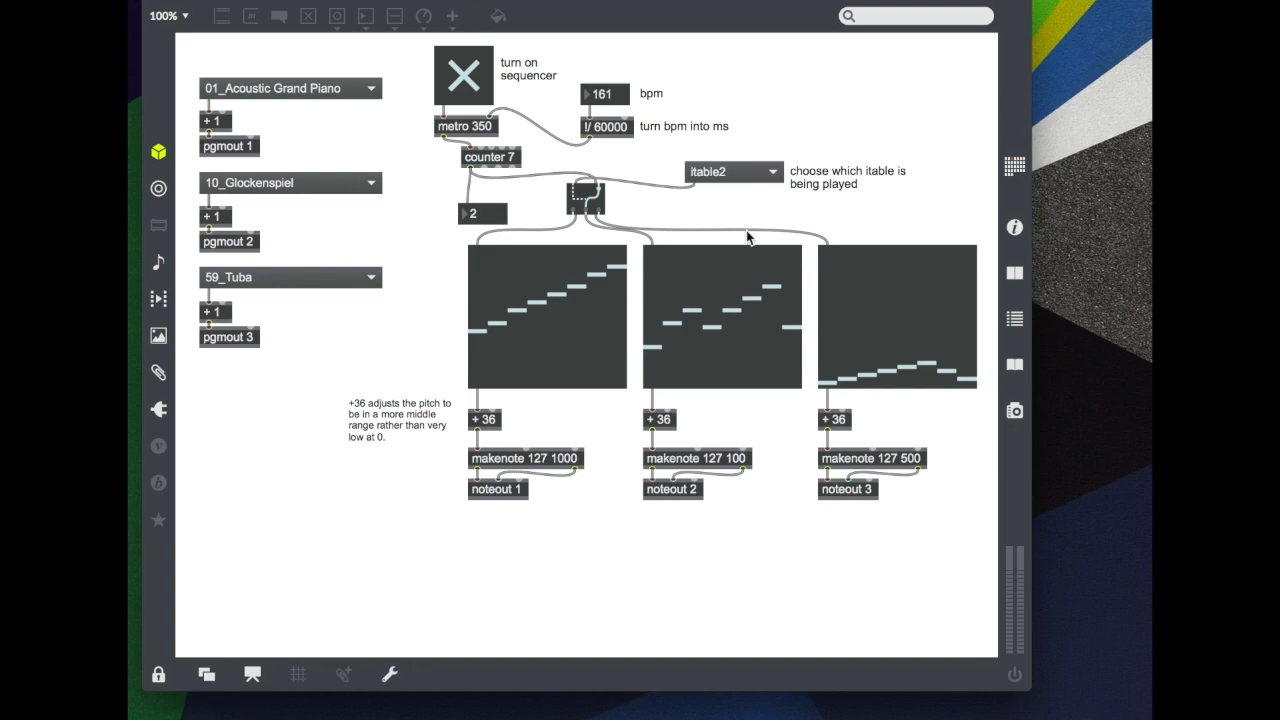 100%
01_Acoustic Grand Piano
+ 1
pgmout 1
10_Glockenspiel
+ 1
pgmout 2
59_Tuba
+ 1
pgmout 3
turn on
sequencer
161
bpm
metro 350
!/ 60000
turn bpm into ms
counter 7
2
itable2
choose which itable is
being played
+36 adjusts the pitch to
be in a more middle
range rather than very
low at 0.
+ 36
makenote 127 1000
noteout 1
+ 36
makenote 127 100
noteout 2
+ 36
makenote 127 500
noteout 3